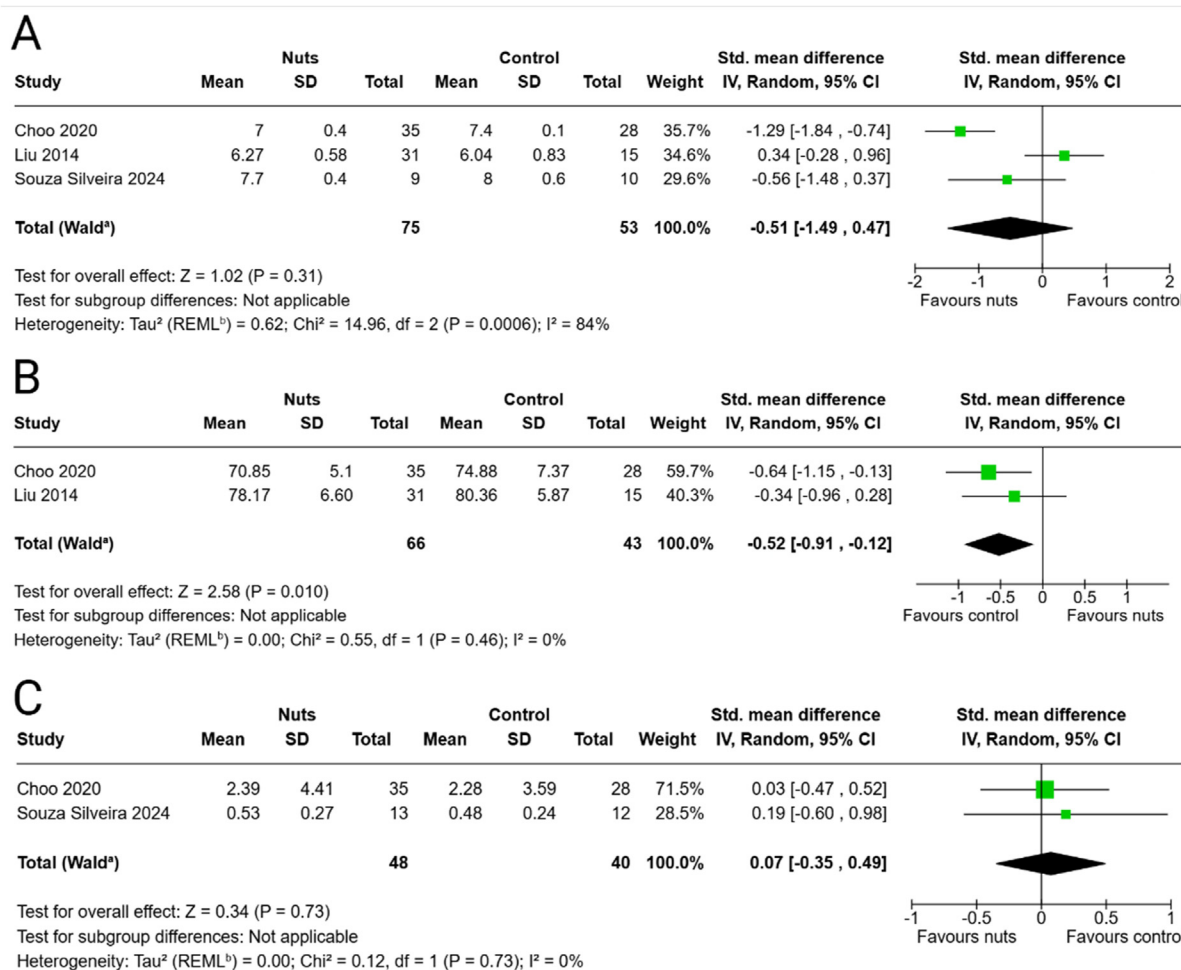 A
Nuts Control Std. mean difference Std. mean difference
Study Mean SD Total Mean SD Total Weight IV, Random, 95% CI IV, Random, 95% CI
Choo 2020 7 0.4 35 7.4 0.1 28 35.7% -1.29 [-1.84 , -0.74]
Liu 2014 6.27 0.58 31 6.04 0.83 15 34.6% 0.34 [-0.28 , 0.96]
Souza Silveira 2024 7.7 0.4 9 8 0.6 10 29.6% -0.56 [-1.48 , 0.37]
Total (Waldᵃ) 75 53 100.0% -0.51 [-1.49 , 0.47]
Test for overall effect: Z = 1.02 (P = 0.31)
Test for subgroup differences: Not applicable
Heterogeneity: Tau² (REMLᵇ) = 0.62; Chi² = 14.96, df = 2 (P = 0.0006); I² = 84%
-2 -1 0 1 2
Favours nuts Favours control
B
Nuts Control Std. mean difference Std. mean difference
Study Mean SD Total Mean SD Total Weight IV, Random, 95% CI IV, Random, 95% CI
Choo 2020 70.85 5.1 35 74.88 7.37 28 59.7% -0.64 [-1.15 , -0.13]
Liu 2014 78.17 6.60 31 80.36 5.87 15 40.3% -0.34 [-0.96 , 0.28]
Total (Waldᵃ) 66 43 100.0% -0.52 [-0.91 , -0.12]
Test for overall effect: Z = 2.58 (P = 0.010)
Test for subgroup differences: Not applicable
Heterogeneity: Tau² (REMLᵇ) = 0.00; Chi² = 0.55, df = 1 (P = 0.46); I² = 0%
-1 -0.5 0 0.5 1
Favours control Favours nuts
C
Nuts Control Std. mean difference Std. mean difference
Study Mean SD Total Mean SD Total Weight IV, Random, 95% CI IV, Random, 95% CI
Choo 2020 2.39 4.41 35 2.28 3.59 28 71.5% 0.03 [-0.47 , 0.52]
Souza Silveira 2024 0.53 0.27 13 0.48 0.24 12 28.5% 0.19 [-0.60 , 0.98]
Total (Waldᵃ) 48 40 100.0% 0.07 [-0.35 , 0.49]
Test for overall effect: Z = 0.34 (P = 0.73)
Test for subgroup differences: Not applicable
Heterogeneity: Tau² (REMLᵇ) = 0.00; Chi² = 0.12, df = 1 (P = 0.73); I² = 0%
-1 -0.5 0 0.5 1
Favours nuts Favours contro